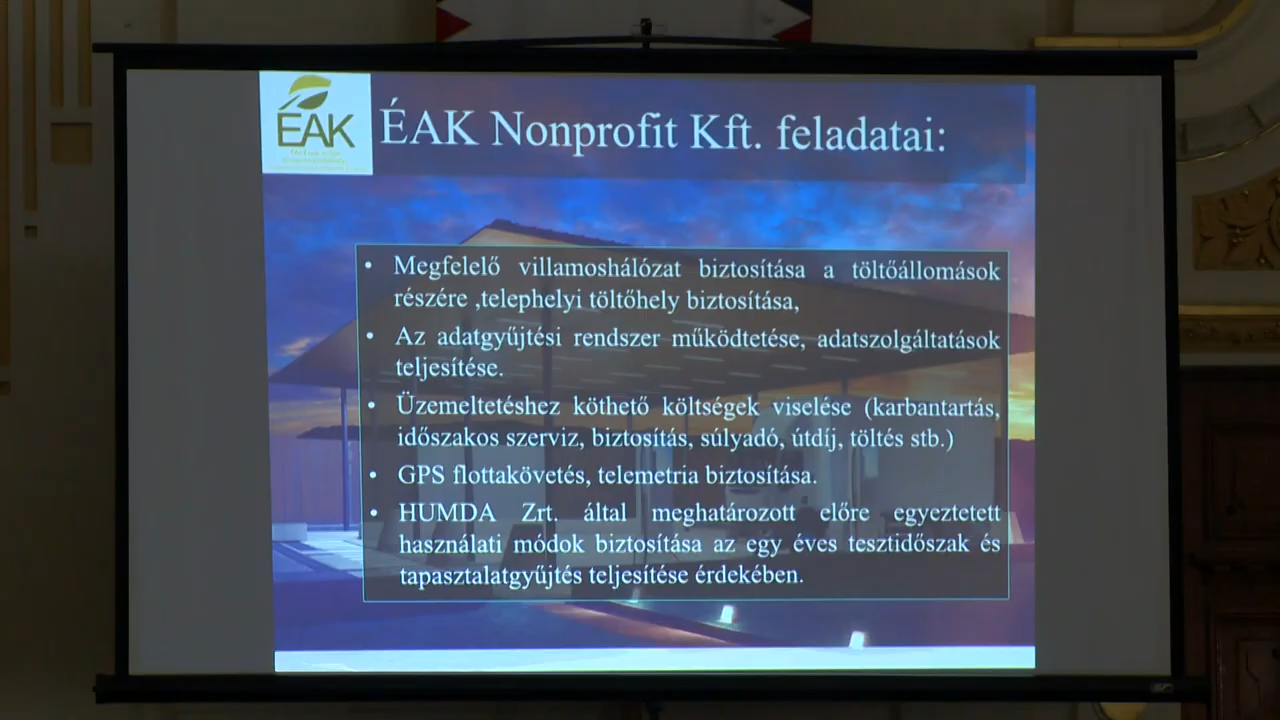 ÉAK
ÉAK Nonprofit Kft. feladatai:
• Megfelelő villamoshálózat biztosítása a töltőállomások
részére ,telephelyi töltőhely biztosítása,
• Az adatgyűjtési rendszer működtetése, adatszolgáltatások
teljesítése.
• Üzemeltetéshez köthető költségek viselése (karbantartás,
időszakos szerviz, biztosítás, súlyadó, útdíj, töltés stb.)
• GPS flottakövetés, telemetria biztosítása.
• HUMDA Zrt. által meghatározott előre egyeztetett
használati módok biztosítása az egy éves tesztidőszak és
tapasztalatgyűjtés teljesítése érdekében.